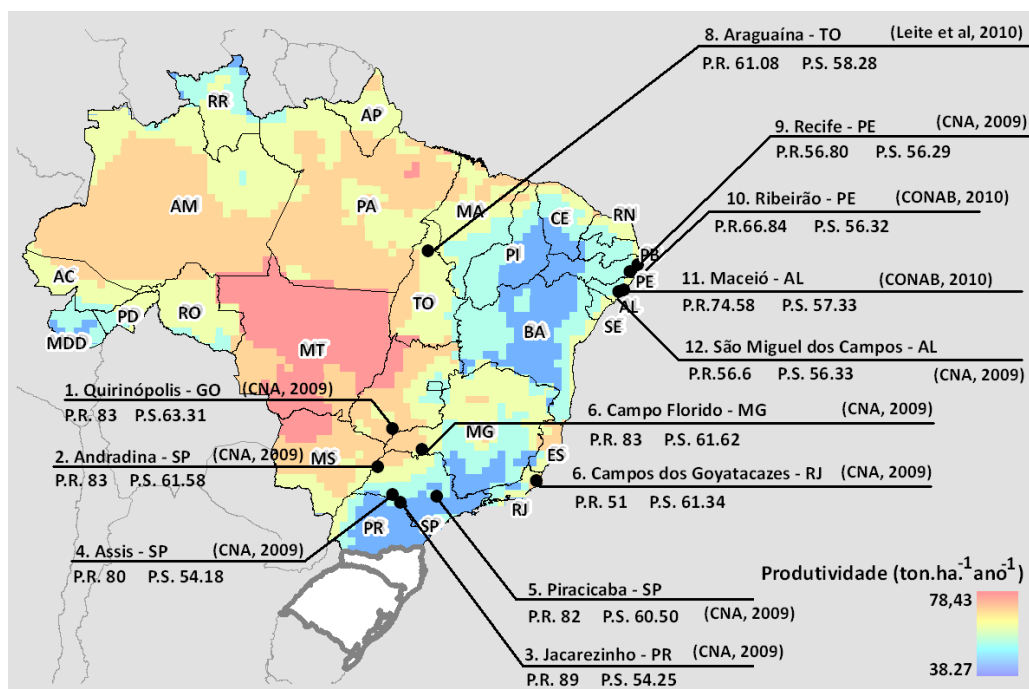 8. Araguaína - TO (Leite et al, 2010)
P.R. 61.08 P.S. 58.28
9. Recife - PE (CNA, 2009)
P.R.56.80 P.S. 56.29
10. Ribeirão - PE (CONAB, 2010)
P.R.66.84 P.S. 56.32
11. Maceió - AL (CONAB, 2010)
P.R.74.58 P.S. 57.33
12. São Miguel dos Campos - AL
P.R.56.6 P.S. 56.33 (CNA, 2009)
1. Quirinópolis - GO (CNA, 2009)
P.R. 83 P.S.63.31
6. Campo Florido - MG (CNA, 2009)
P.R. 83 P.S. 61.62
2. Andradina - SP (CNA, 2009)
P.R. 83 P.S. 61.58
6. Campos dos Goyatacazes - RJ (CNA, 2009)
P.R. 51 P.S. 61.34
4. Assis - SP (CNA, 2009)
P.R. 80 P.S. 54.18
5. Piracicaba - SP
P.R. 82 P.S. 60.50 (CNA, 2009)
3. Jacarezinho - PR (CNA, 2009)
P.R. 89 P.S. 54.25
Produtividade (ton.ha.-1ano-1)
78,43
38.27
RR
AP
AM
PA
MA
CE
RN
PI
PB
PE
AC
TO
AL
SE
PD
RO
MDD
BA
MT
MG
ES
MS
RJ
PR
SP